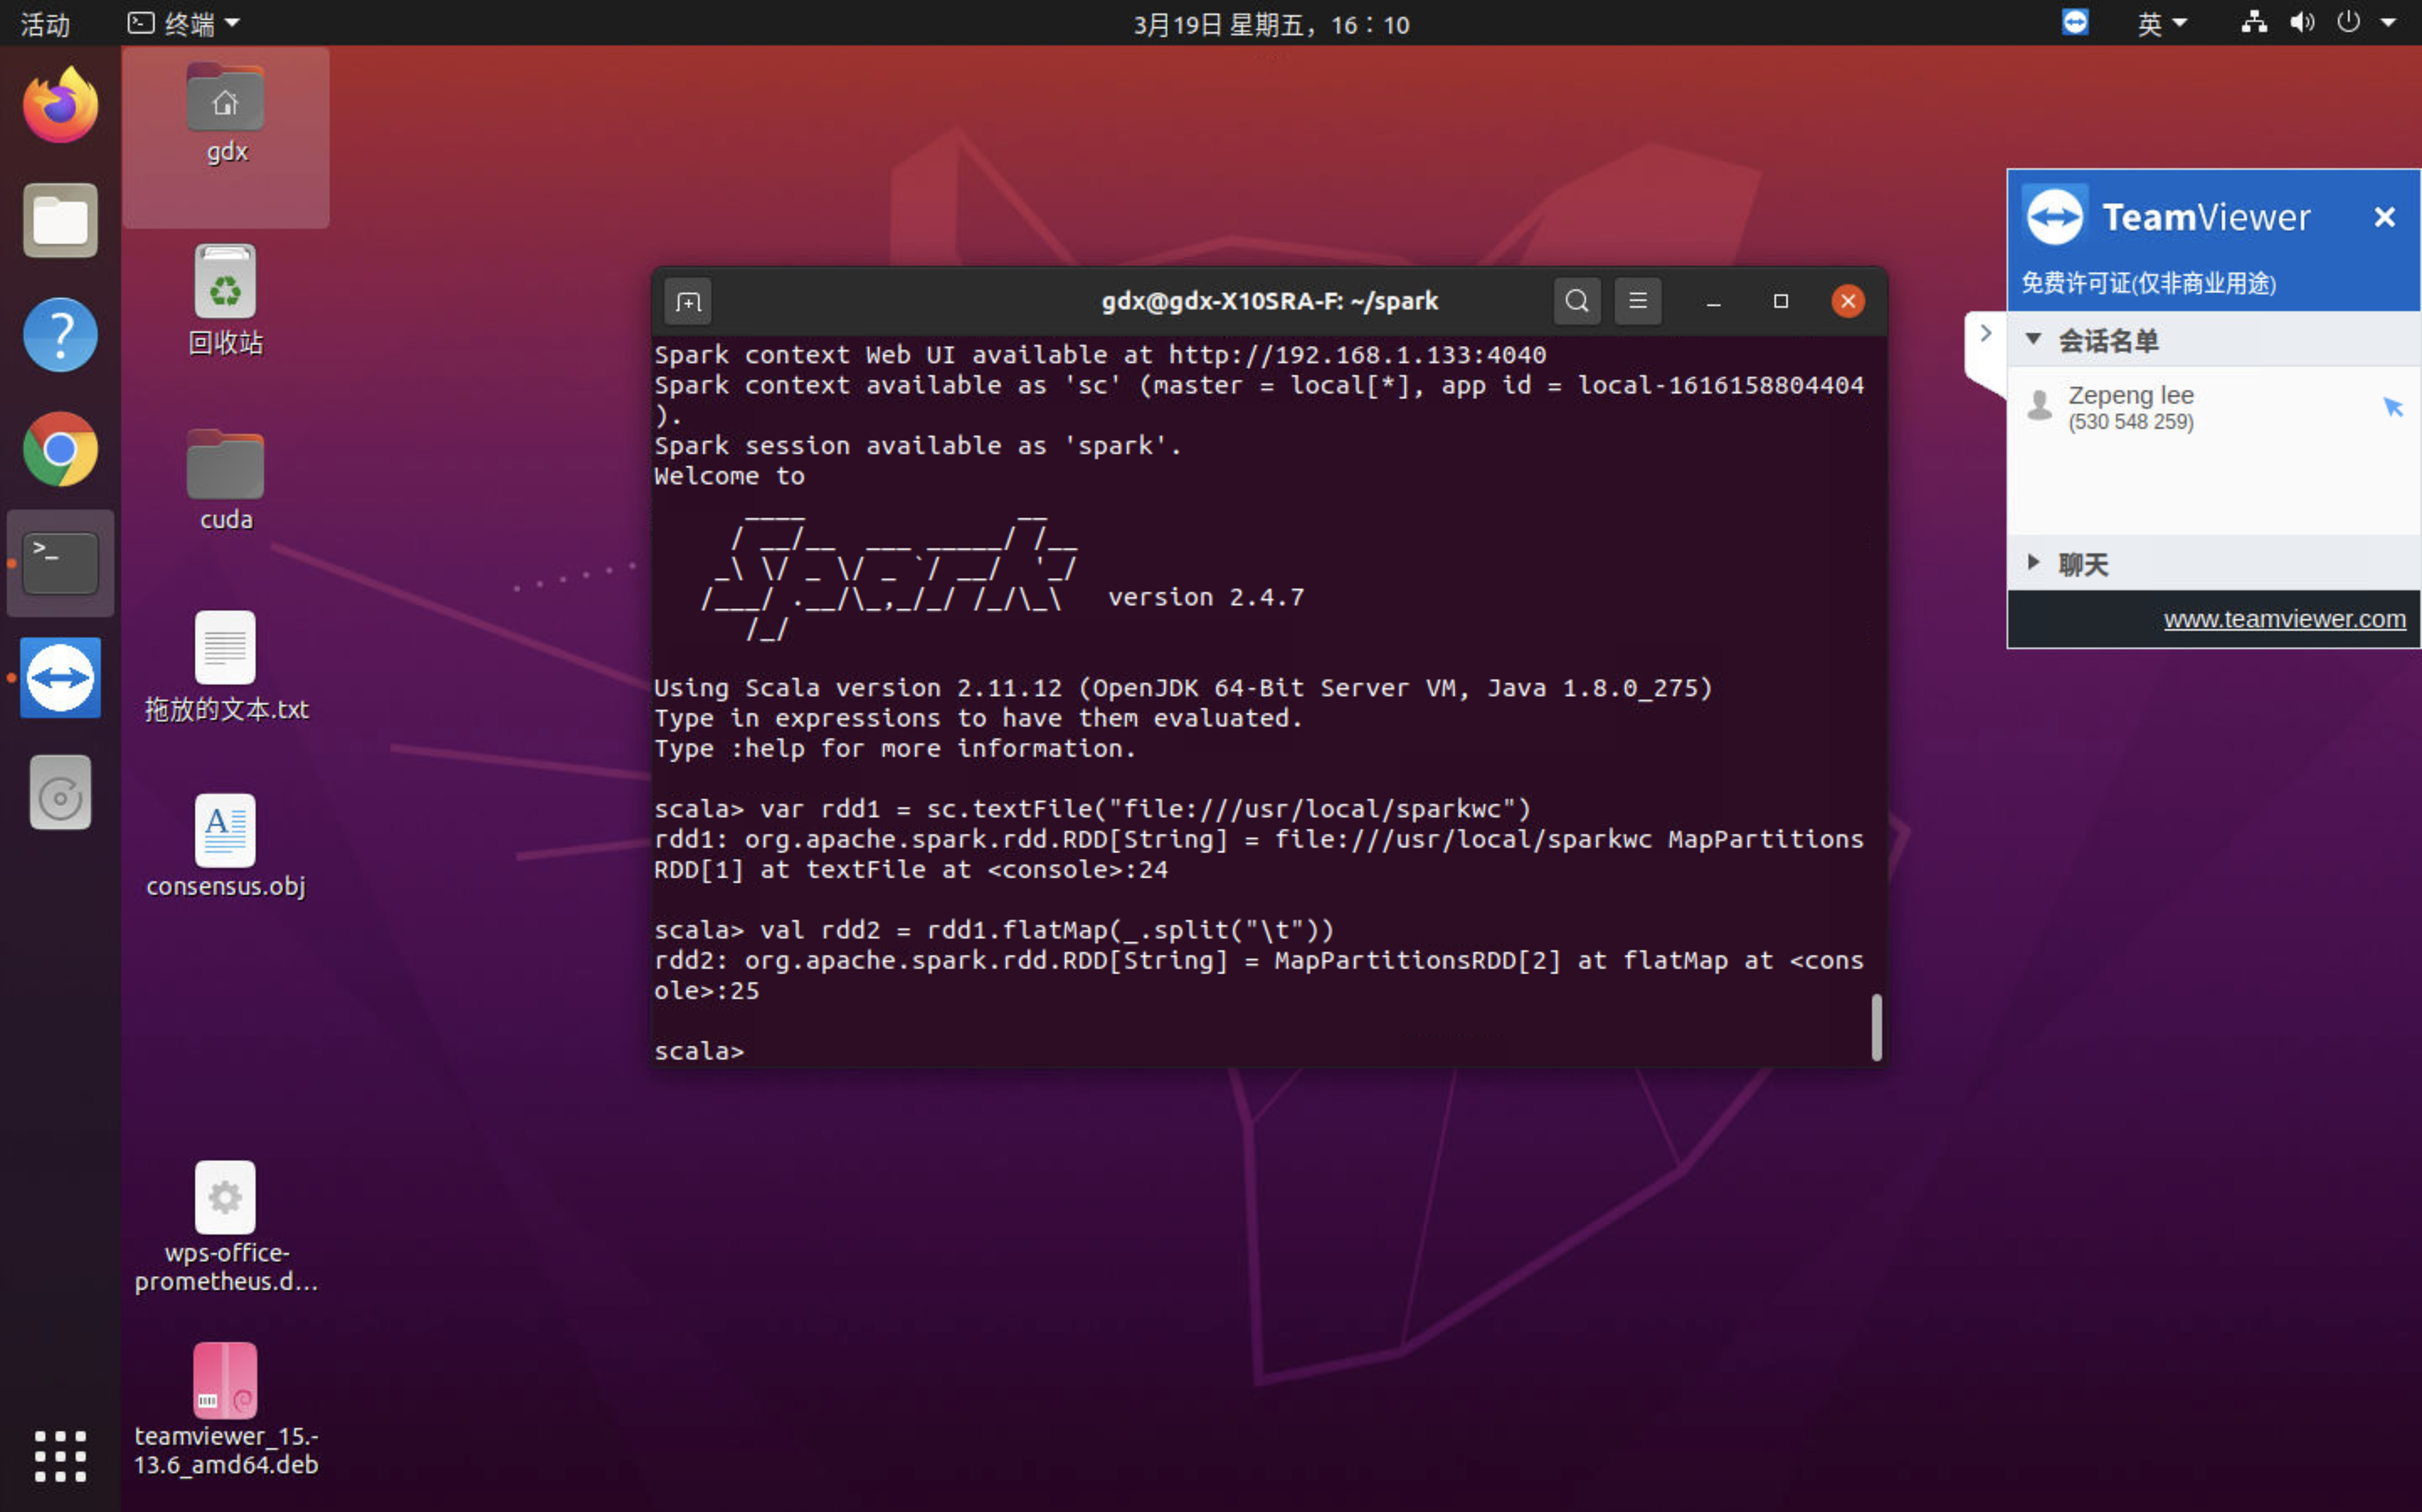 活动
终端
3月19日 星期五，16：10
英
gdx
回收站
cuda
拖放的文本.txt
consensus.obj
wps-office-
prometheus.d...
teamviewer_15.-
13.6_amd64.deb
gdx@gdx-X10SRA-F: ~/spark
Spark context Web UI available at http://192.168.1.133:4040
Spark context available as 'sc' (master = local[*], app id = local-1616158804404
).
Spark session available as 'spark'.
Welcome to
      ____              __
     / __/__  ___ _____/ /__
    _\ \/ _ \/ _ `/ __/  '_/
   /___/ .__/\_,_/_/ /_/\_\   version 2.4.7
      /_/
Using Scala version 2.11.12 (OpenJDK 64-Bit Server VM, Java 1.8.0_275)
Type in expressions to have them evaluated.
Type :help for more information.
scala> var rdd1 = sc.textFile("file:///usr/local/sparkwc")
rdd1: org.apache.spark.rdd.RDD[String] = file:///usr/local/sparkwc MapPartitions
RDD[1] at textFile at <console>:24
scala> val rdd2 = rdd1.flatMap(_.split("\t"))
rdd2: org.apache.spark.rdd.RDD[String] = MapPartitionsRDD[2] at flatMap at <cons
ole>:25
scala>
TeamViewer
免费许可证(仅非商业用途)
会话名单
Zepeng lee
(530 548 259)
聊天
www.teamviewer.com